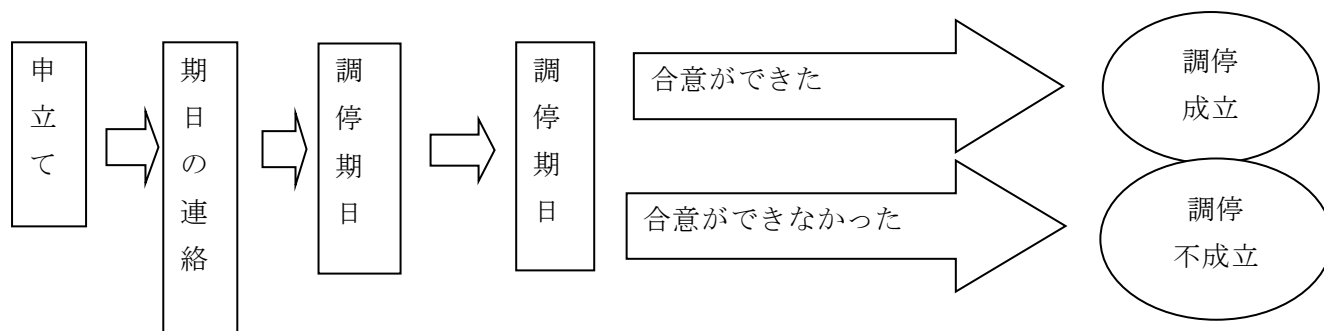 申立て
期日の連絡
調停期日
調停期日
合意ができた
調停
成立
合意ができなかった
調停
不成立